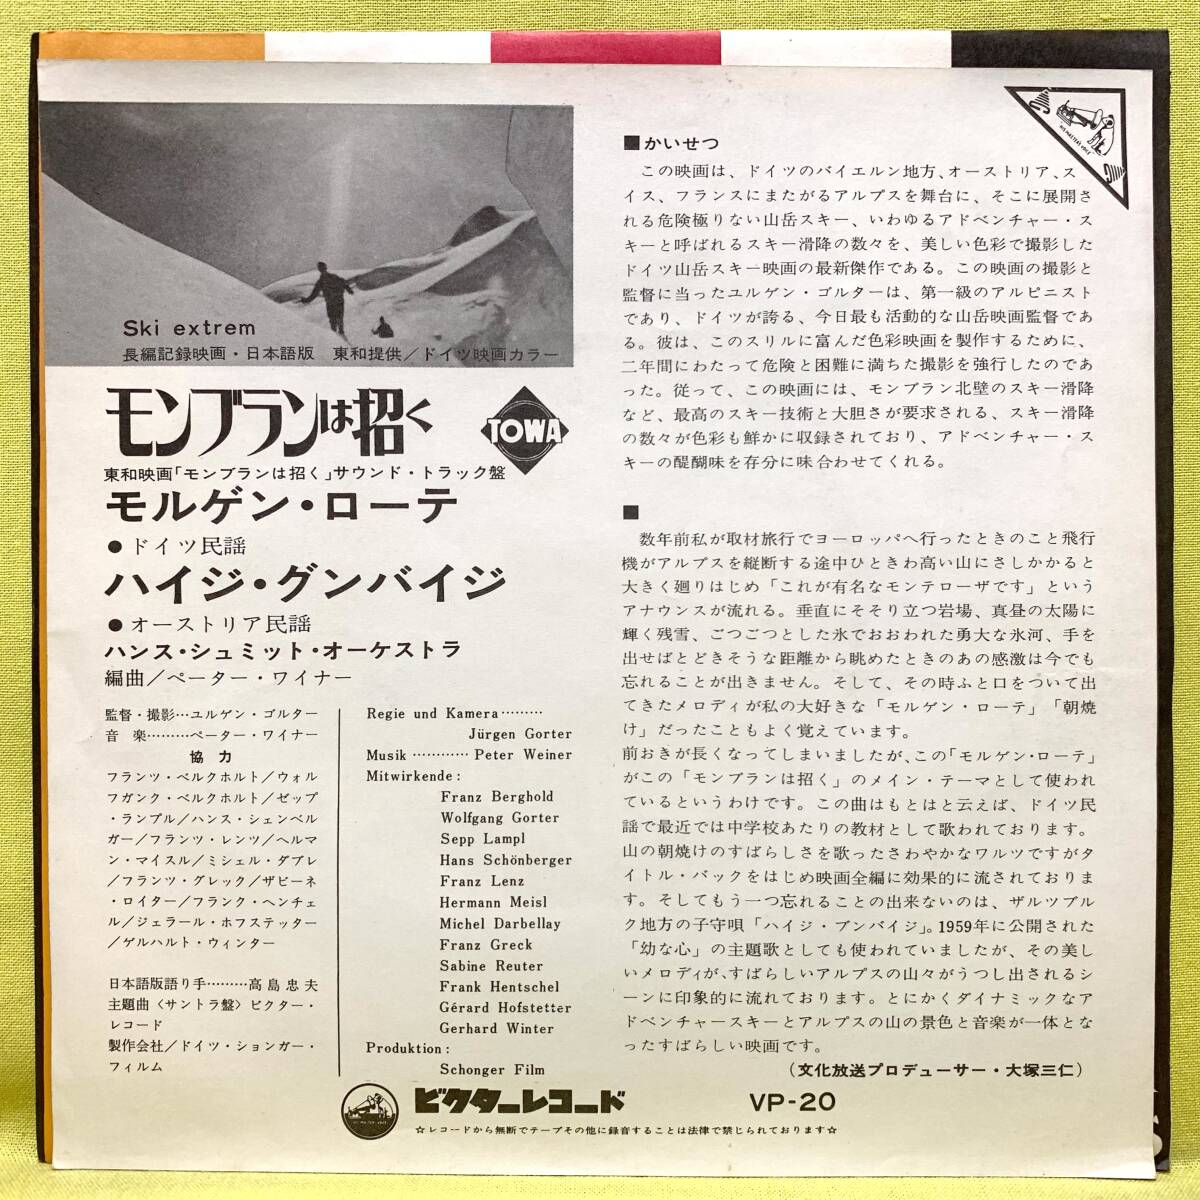 Ski extrem
長編記録映画・日本語版　東和提供／ドイツ映画カラー
モンブランは招く
TOWA
東和映画「モンブランは招く」サウンド・トラック盤
モルゲン・ローテ
●ドイツ民謡
ハイジ・グンバイジ
●オーストリア民謡
ハンス・シュミット・オーケストラ
編曲／ペーター・ワイナー
監督・撮影…ユルゲン・ゴルター
音　楽………ペーター・ワイナー
協　力
フランツ・ベルクホルト／ウォル
フガンク・ベルクホルト／ゼップ
・ランプル／ハンス・シェンベル
ガー／フランツ・レンツ／ヘルマ
ン・マイスル／ミシェル・ダブレ
／フランツ・グレック／ザビーネ
・ロイター／フランク・ヘンチェ
ル／ジェラール・ホフステッター
／ゲルハルト・ウィンター
日本語版語り手………高島忠夫
主題曲〈サントラ盤〉ビクター・
レコード
製作会社／ドイツ・ションガー・
フィルム
Regie und Kamera………
Jürgen Gorter
Musik …………Peter Weiner
Mitwirkende:
Franz Berghold
Wolfgang Gorter
Sepp Lampl
Hans Schönberger
Franz Lenz
Hermann Meisl
Michel Darbellay
Franz Greck
Sabine Reuter
Frank Hentschel
Gérard Hofstetter
Gerhard Winter
Produktion:
Schonger Film
HIS MASTER'S VOICE
■かいせつ
この映画は、ドイツのバイエルン地方、オーストリア、ス
イス、フランスにまたがるアルプスを舞台に、そこに展開さ
れる危険極りない山岳スキー、いわゆるアドベンチャー・ス
キーと呼ばれるスキー滑降の数々を、美しい色彩で撮影した
ドイツ山岳スキー映画の最新傑作である。この映画の撮影と
監督に当ったユルゲン・ゴルターは、第一級のアルピニスト
であり、ドイツが誇る、今日最も活動的な山岳映画監督であ
る。彼は、このスリルに富んだ色彩映画を製作するために、
二年間にわたって危険と困難に満ちた撮影を強行したのであ
った。従って、この映画には、モンブラン北壁のスキー滑降
など、最高のスキー技術と大胆さが要求される、スキー滑降
の数々が色彩も鮮かに収録されており、アドベンチャー・ス
キーの醍醐味を存分に味合わせてくれる。
■
数年前私が取材旅行でヨーロッパへ行ったときのこと飛行
機がアルプスを縦断する途中ひときわ高い山にさしかかると
大きく廻りはじめ「これが有名なモンテローザです」という
アナウンスが流れる。垂直にそそり立つ岩場、真昼の太陽に
輝く残雪、ごつごつとした氷でおおわれた勇大な氷河、手を
出せばとどきそうな距離から眺めたときのあの感激は今でも
忘れることが出きません。そして、その時ふと口をついて出
てきたメロディが私の大好きな「モルゲン・ローテ」「朝焼
け」だったこともよく覚えています。
前おきが長くなってしまいましたが、この「モルゲン・ローテ」
がこの「モンブランは招く」のメイン・テーマとして使われ
ているというわけです。この曲はもとはと云えば、ドイツ民
謡で最近では中学校あたりの教材として歌われております。
山の朝焼けのすばらしさを歌ったさわやかなワルツですがタ
イトル・バックをはじめ映画全編に効果的に流されておりま
す。そしてもう一つ忘れることの出来ないのは、ザルツブル
ク地方の子守唄「ハイジ・ブンバイジ」。1959年に公開された
「幼な心」の主題歌としても使われていましたが、その美し
いメロディが、すばらしいアルプスの山々がうつし出されるシ
ーンに印象的に流れております。とにかくダイナミックなア
ドベンチャースキーとアルプスの山の景色と音楽が一体とな
ったすばらしい映画です。
（文化放送プロデューサー・大塚三仁）
ビクターレコード
VP-20
☆レコードから無断でテープその他に録音することは法律で禁じられております☆